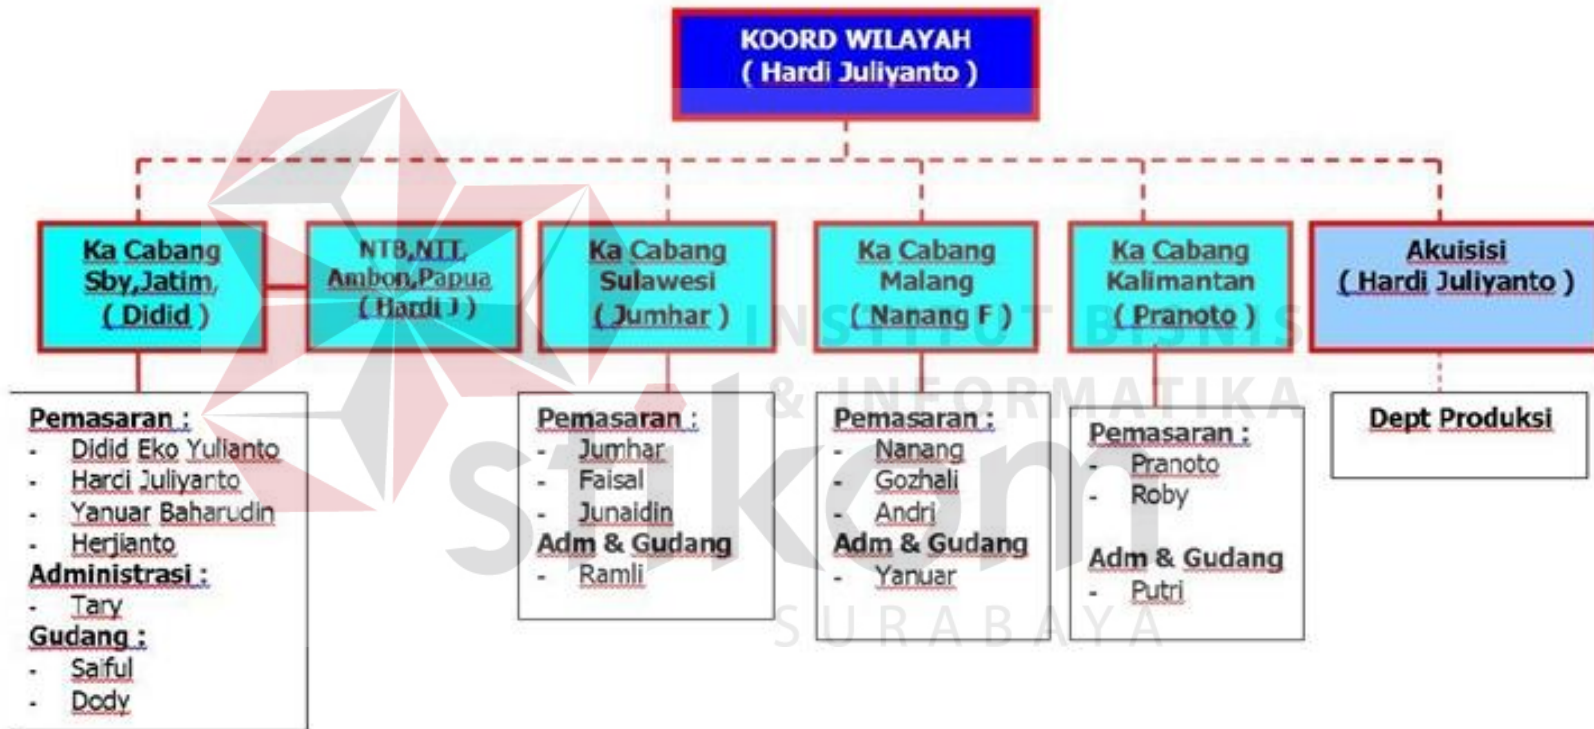 KOORD WILAYAH
( Hardi Juliyanto )
Ka Cabang
Sby,Jatim,
( Didid )
NTB,NTT,
Ambon,Papua
( Hardi J )
Ka Cabang
Sulawesi
( Jumhar )
Ka Cabang
Malang
( Nanang F )
Ka Cabang
Kalimantan
( Pranoto )
Akuisisi
( Hardi Juliyanto )
Pemasaran :
- Didid Eko Yulianto
- Hardi Juliyanto
- Yanuar Baharudin
- Herjianto
Administrasi :
- Tary
Gudang :
- Saiful
- Dody
Pemasaran :
- Jumhar
- Faisal
- Junaidin
Adm & Gudang
- Ramli
Pemasaran :
- Nanang
- Gozhali
- Andri
Adm & Gudang
- Yanuar
Pemasaran :
- Pranoto
- Roby
Adm & Gudang
- Putri
Dept Produksi
INSTITUT BISNIS
& INFORMATIKA
stikom
SURABAYA